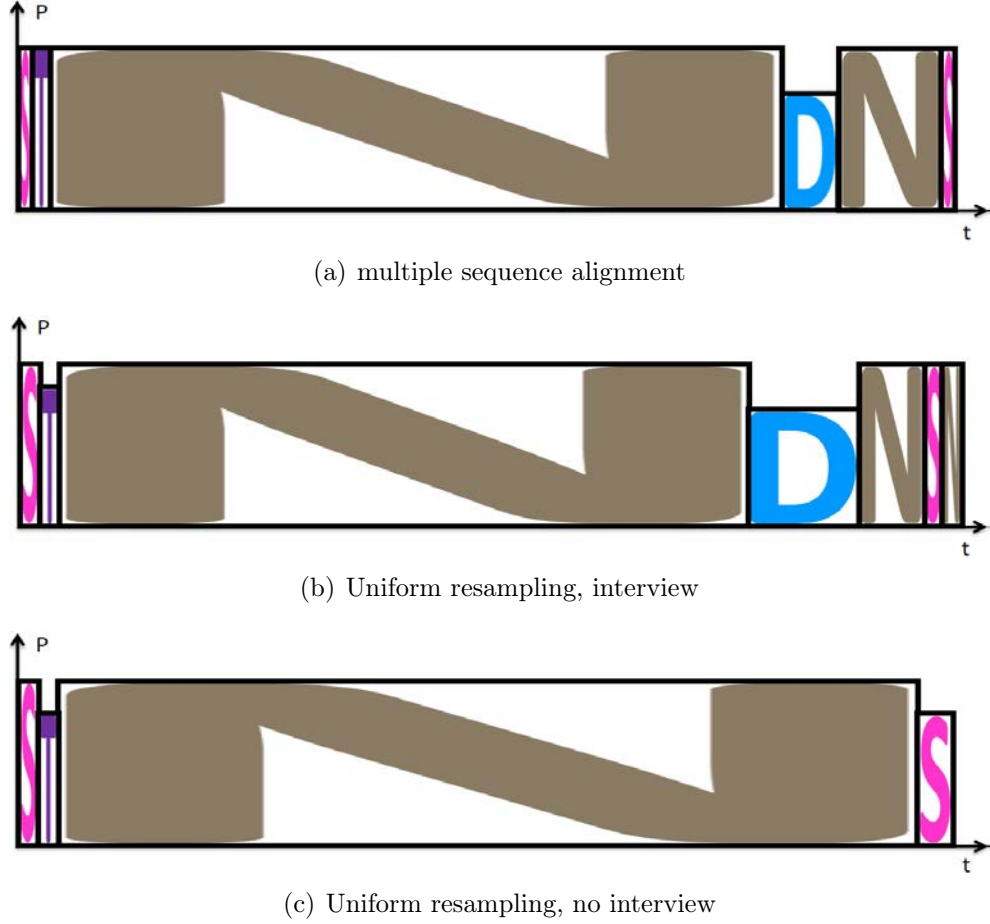 P
S T N D N S
t
(a) multiple sequence alignment
P
S T N D N S N
t
(b) Uniform resampling, interview
P
S T N S
t
(c) Uniform resampling, no interview